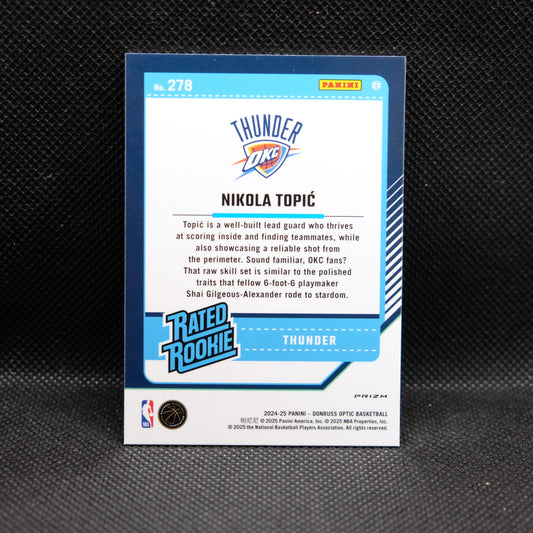 No. 278
PANINI
THUNDER
OKC
NIKOLA TOPIĆ
Topić is a well-built lead guard who thrives
at scoring inside and finding teammates, while
also showcasing a reliable shot from
the perimeter. Sound familiar, OKC fans?
That raw skill set is similar to the polished
traits that fellow 6-foot-6 playmaker
Shai Gilgeous-Alexander rode to stardom.
RATED
ROOKIE
THUNDER
PRIZM
2024-25 PANINI – DONRUSS OPTIC BASKETBALL
帕尼尼 © 2025 Panini America, Inc. © 2025 NBA Properties, Inc.
© 2025 the National Basketball Players Association. All rights reserved.